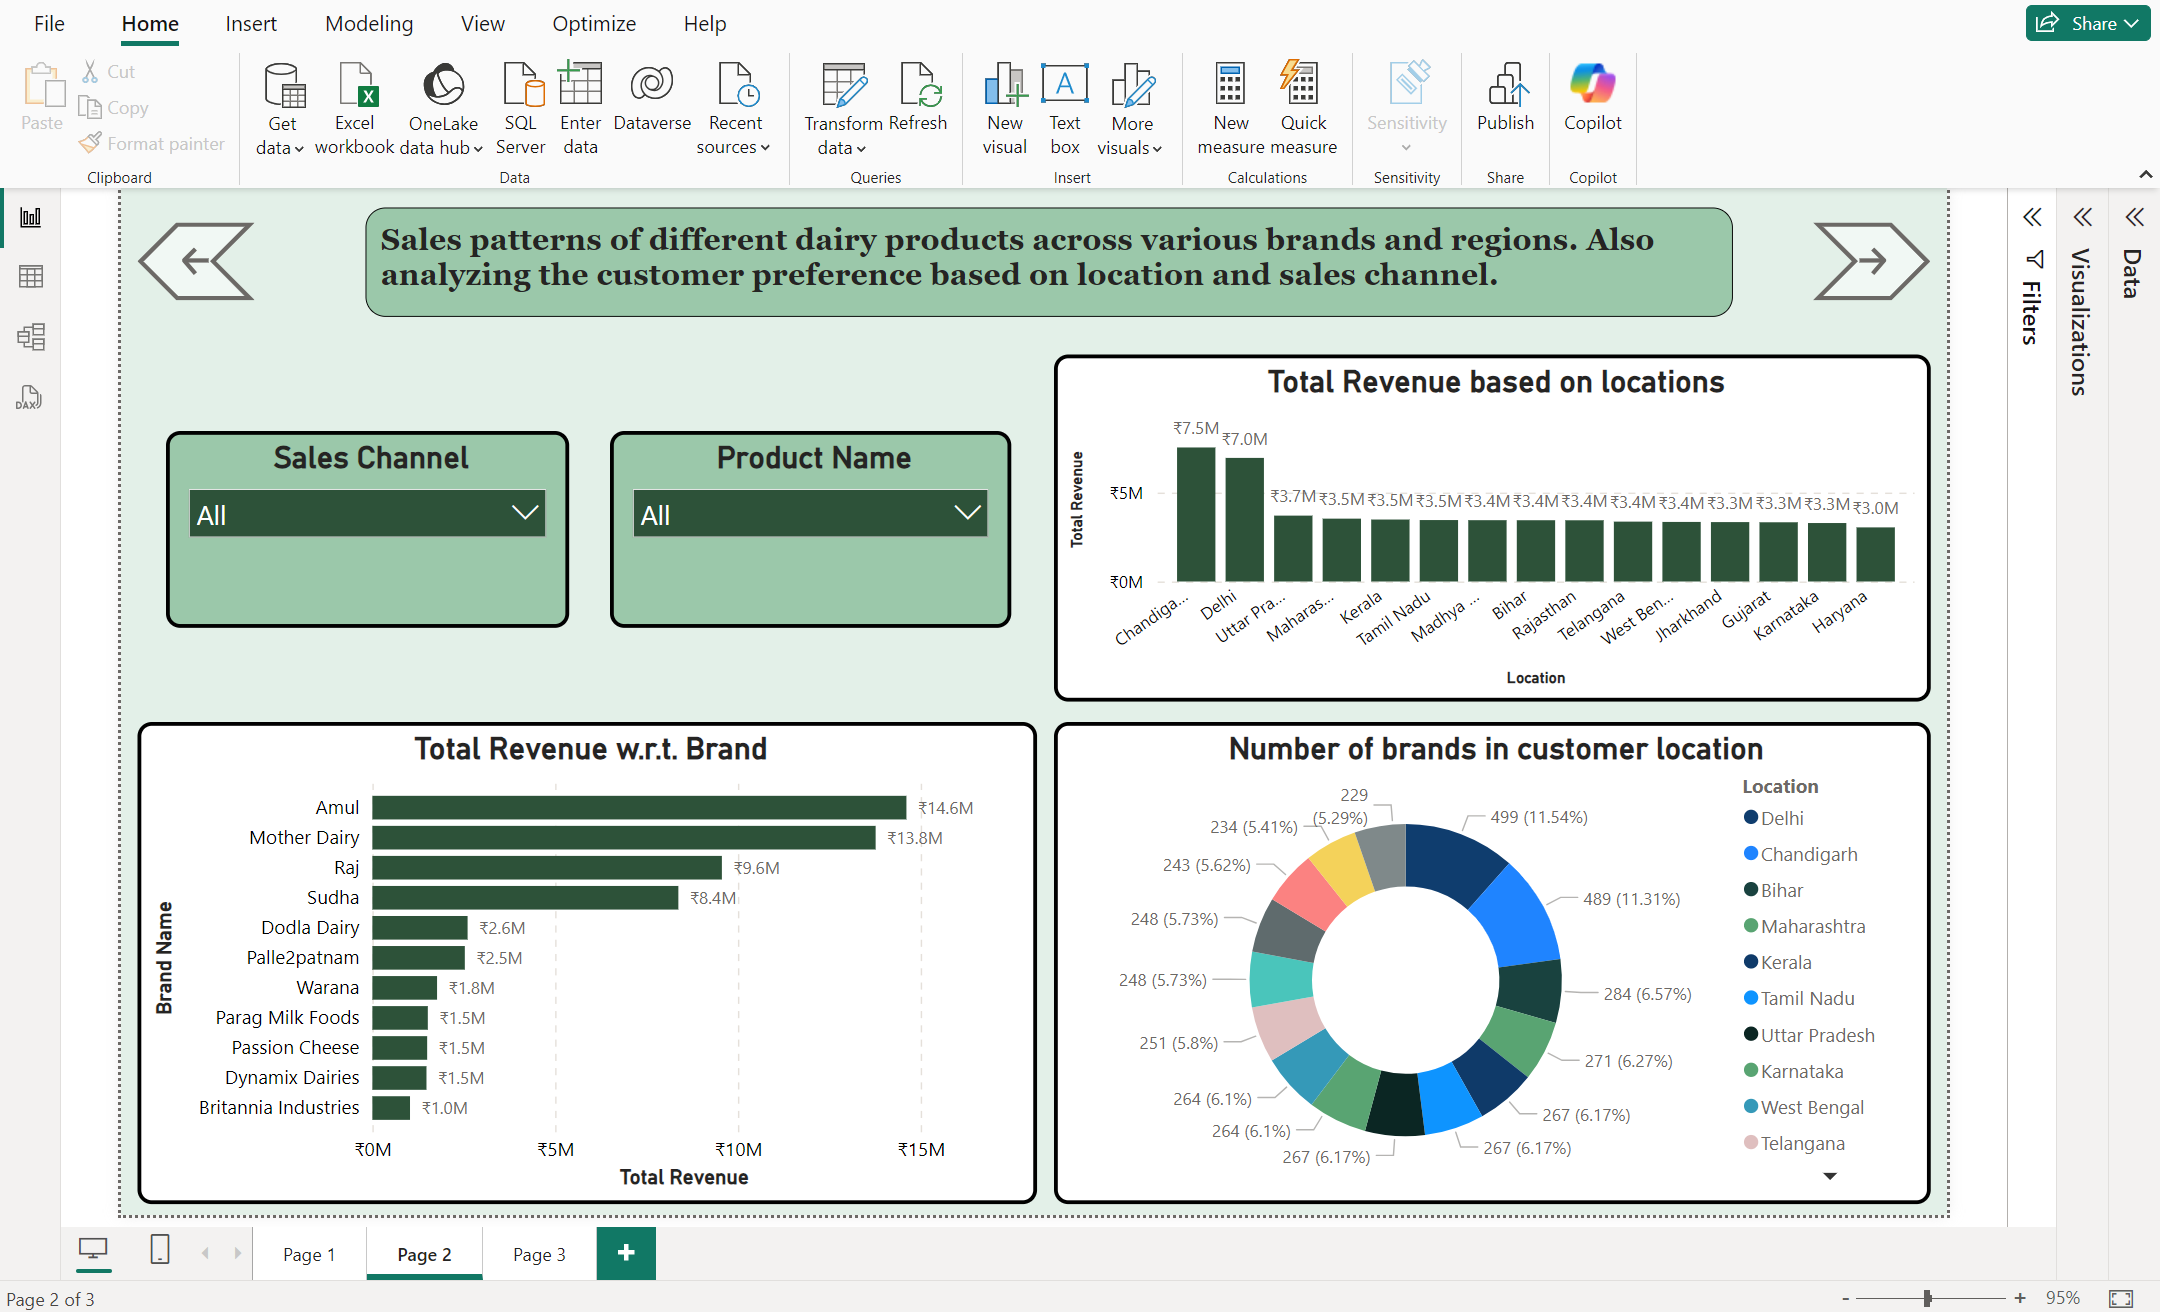 File Home Insert Modeling View Optimize Help
Share
Paste
Cut
Copy
Format painter
Clipboard
Get data
Excel workbook
OneLake data hub
SQL Server
Enter data
Dataverse
Recent sources
Data
Transform data
Refresh
Queries
New visual
Text box
More visuals
Insert
New measure
Quick measure
Calculations
Sensitivity
Sensitivity
Publish
Share
Copilot
Copilot
DAX
Sales patterns of different dairy products across various brands and regions. Also
analyzing the customer preference based on location and sales channel.
Filters
Visualizations
Data
Sales Channel
All
Product Name
All
Total Revenue based on locations
Total Revenue
₹5M
₹0M
₹7.5M ₹7.0M ₹3.7M ₹3.5M ₹3.5M ₹3.5M ₹3.4M ₹3.4M ₹3.4M ₹3.4M ₹3.4M ₹3.3M ₹3.3M ₹3.3M ₹3.0M
Chandiga... Delhi Uttar Pra... Maharas... Kerala Tamil Nadu Madhya ... Bihar Rajasthan Telangana West Ben... Jharkhand Gujarat Karnataka Haryana
Location
Total Revenue w.r.t. Brand
Brand Name
Amul ₹14.6M
Mother Dairy ₹13.8M
Raj ₹9.6M
Sudha ₹8.4M
Dodla Dairy ₹2.6M
Palle2patnam ₹2.5M
Warana ₹1.8M
Parag Milk Foods ₹1.5M
Passion Cheese ₹1.5M
Dynamix Dairies ₹1.5M
Britannia Industries ₹1.0M
₹0M ₹5M ₹10M ₹15M
Total Revenue
Number of brands in customer location
499 (11.54%)
489 (11.31%)
284 (6.57%)
271 (6.27%)
267 (6.17%)
267 (6.17%)
267 (6.17%)
264 (6.1%)
264 (6.1%)
251 (5.8%)
248 (5.73%)
248 (5.73%)
243 (5.62%)
234 (5.41%)
229
(5.29%)
Location
Delhi
Chandigarh
Bihar
Maharashtra
Kerala
Tamil Nadu
Uttar Pradesh
Karnataka
West Bengal
Telangana
Page 1 Page 2 Page 3 +
Page 2 of 3
- + 95%